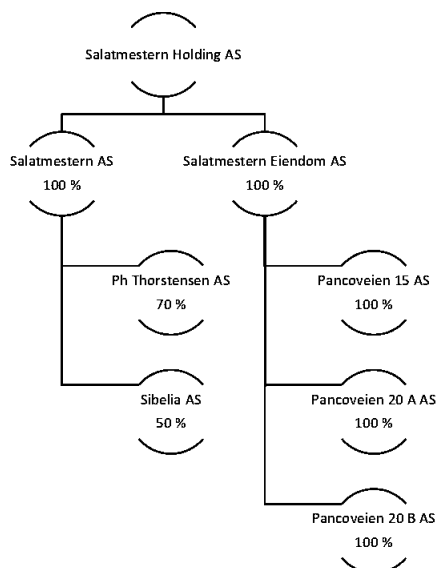 Salatmestern Holding AS
Salatmestern AS
100 %
Salatmestern Eiendom AS
100 %
Ph Thorstensen AS
70 %
Pancoveien 15 AS
100 %
Sibelia AS
50 %
Pancoveien 20 A AS
100 %
Pancoveien 20 B AS
100 %